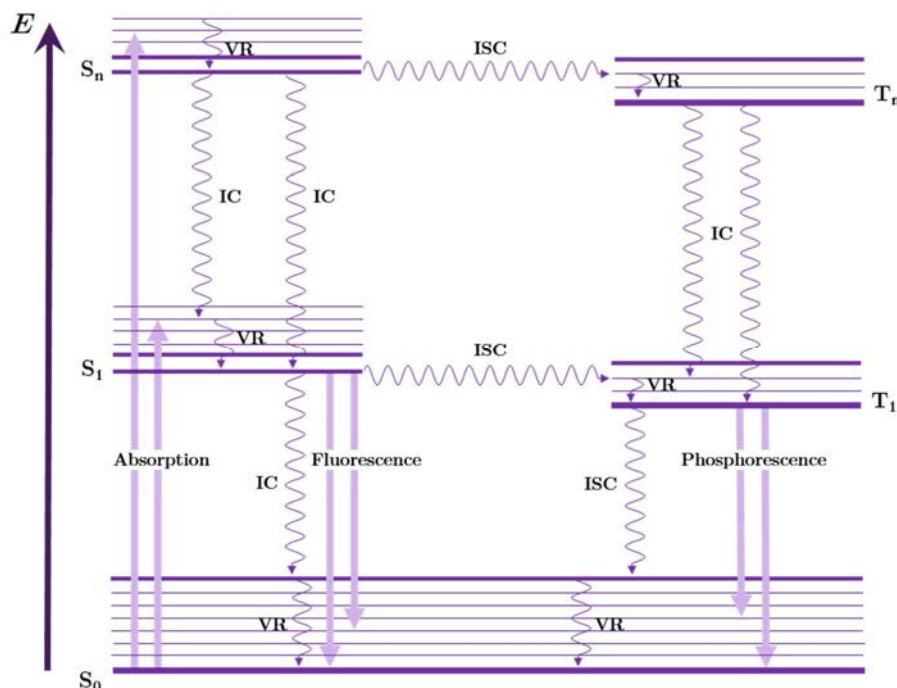 E
VR
ISC
Sₙ
VR
Tₙ
IC
IC
IC
VR
ISC
S₁
VR
T₁
Absorption
Fluorescence
Phosphorescence
IC
ISC
VR
VR
S₀